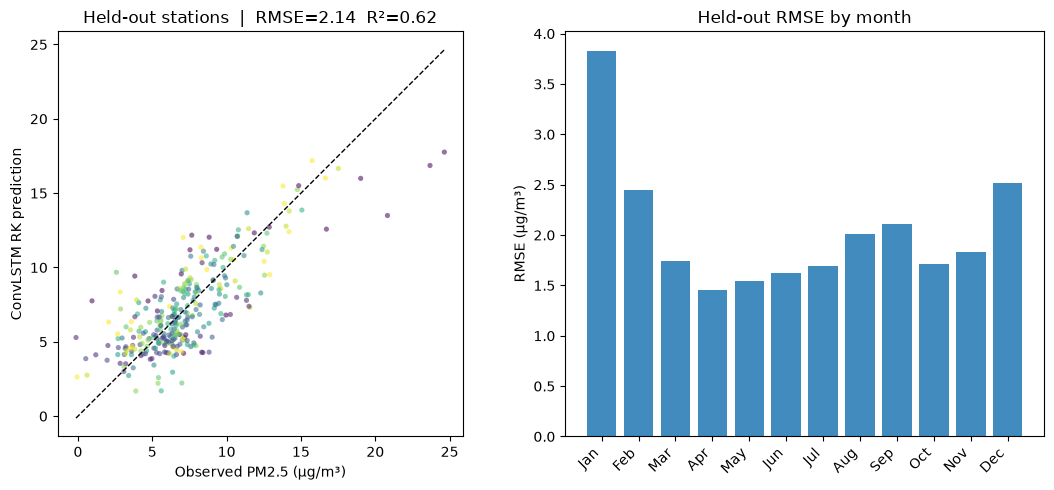 Held-out stations  |  RMSE=2.14  R²=0.62
ConvLSTM RK prediction
25
20
15
10
5
0
0 5 10 15 20 25
Observed PM2.5 (µg/m³)
Held-out RMSE by month
RMSE (µg/m³)
4.0
3.5
3.0
2.5
2.0
1.5
1.0
0.5
0.0
Jan Feb Mar Apr May Jun Jul Aug Sep Oct Nov Dec